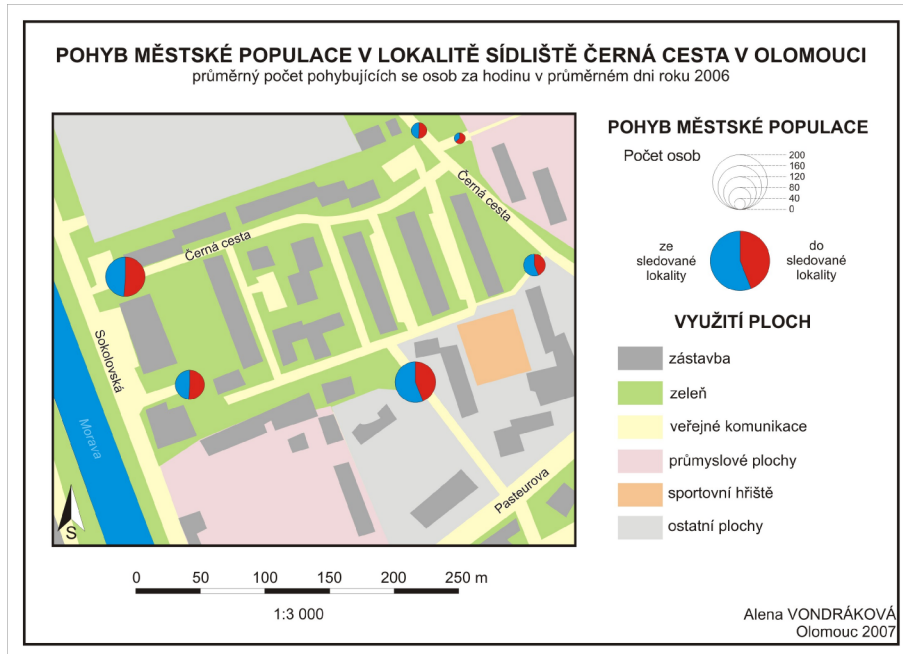 POHYB MĚSTSKÉ POPULACE V LOKALITĚ SÍDLIŠTĚ ČERNÁ CESTA V OLOMOUCI
průměrný počet pohybujících se osob za hodinu v průměrném dni roku 2006
Černá cesta
Černá cesta
Sokolovská
Morava
Pasteurova
S
0 50 100 150 200 250 m
1:3 000
POHYB MĚSTSKÉ POPULACE
Počet osob
200
160
120
80
40
0
ze
sledované
lokality
do
sledované
lokality
VYUŽITÍ PLOCH
zástavba
zeleň
veřejné komunikace
průmyslové plochy
sportovní hřiště
ostatní plochy
Alena VONDRÁKOVÁ
Olomouc 2007